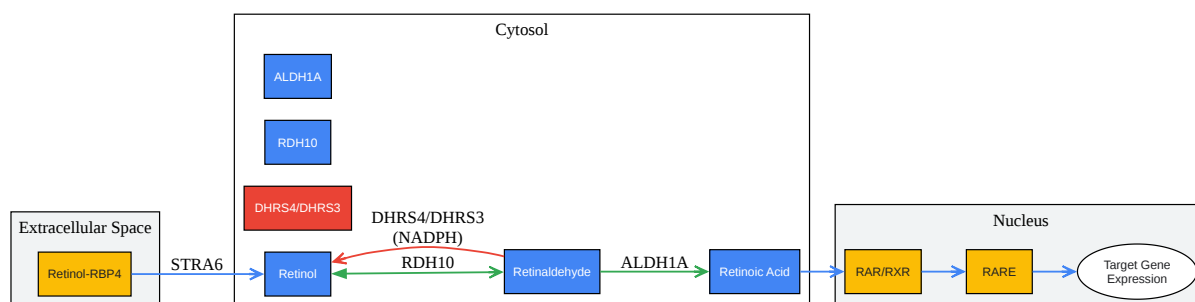 Cytosol
ALDH1A
RDH10
DHRS4/DHRS3
Extracellular Space
Retinol-RBP4
STRA6
Retinol
DHRS4/DHRS3
(NADPH)
RDH10
Retinaldehyde
ALDH1A
Retinoic Acid
Nucleus
RAR/RXR
RARE
Target Gene
Expression